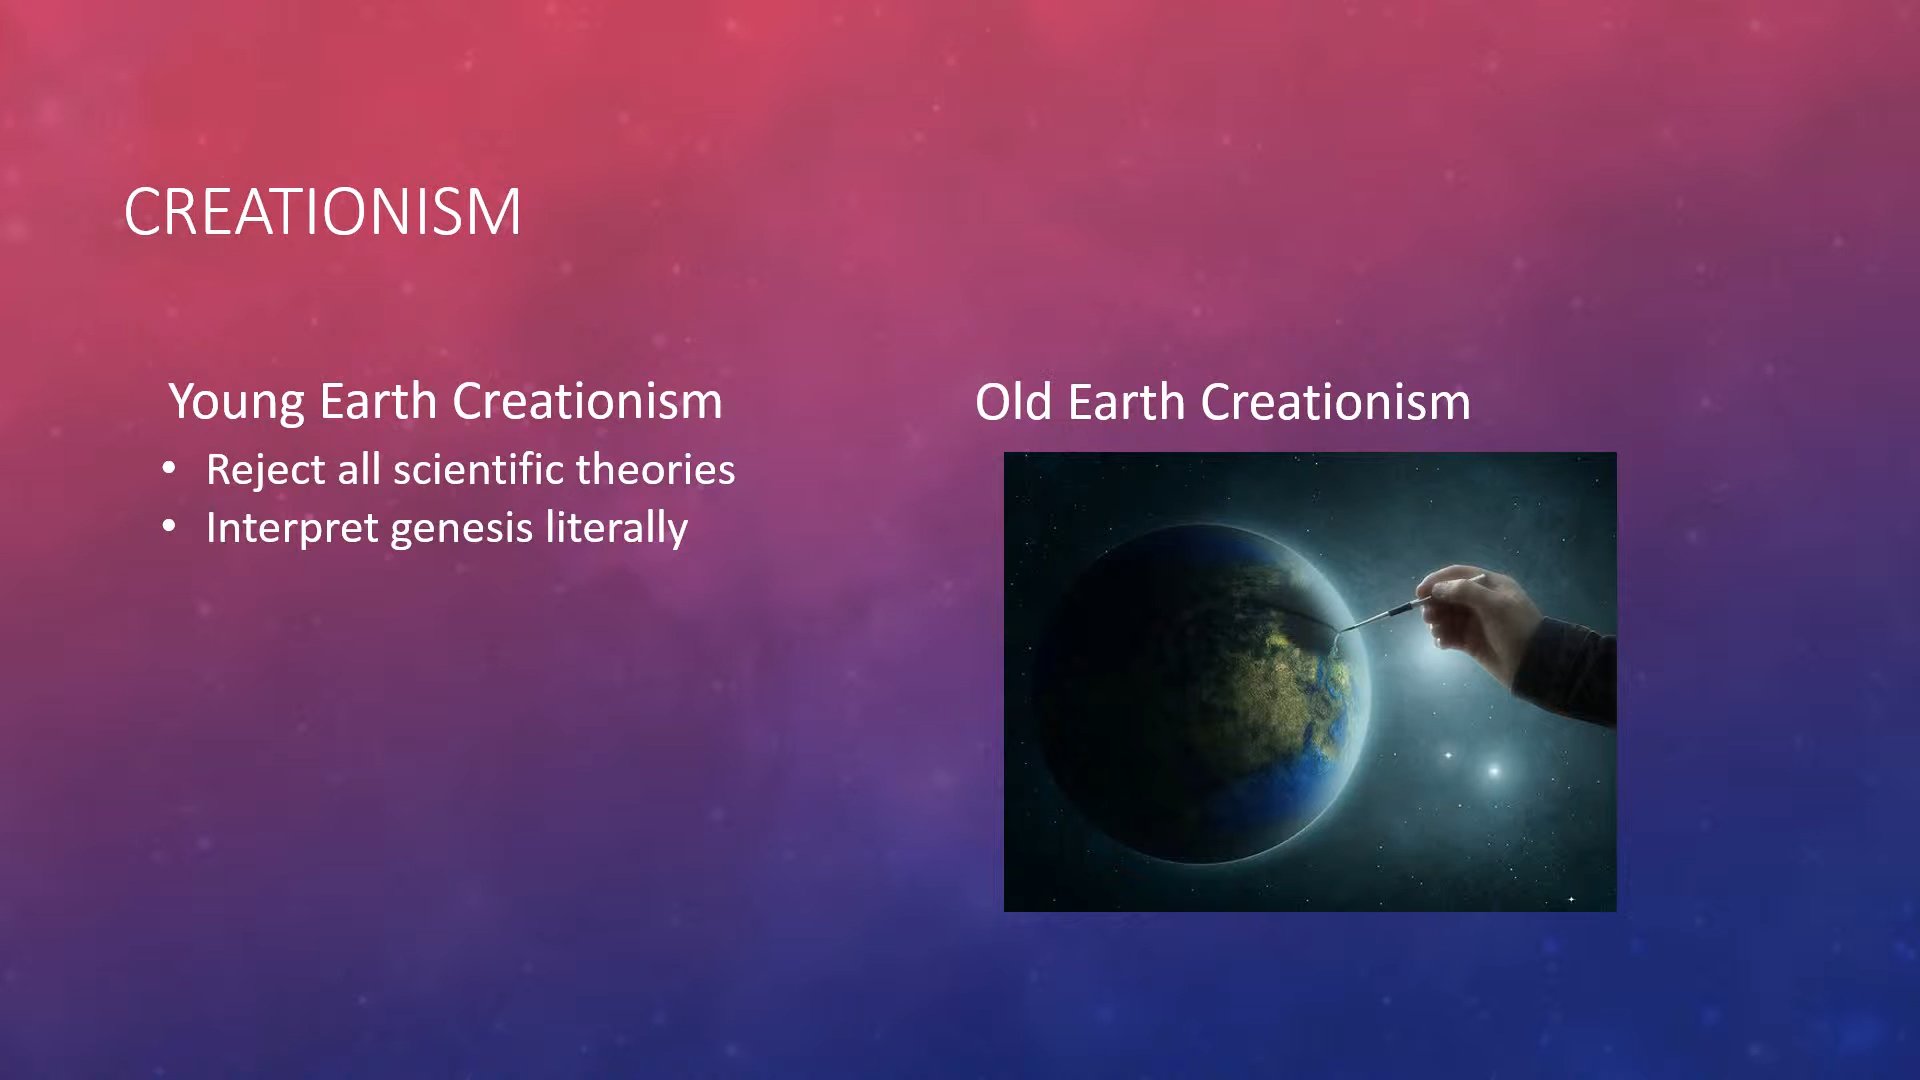 CREATIONISM
Young Earth Creationism
• Reject all scientific theories
• Interpret genesis literally
Old Earth Creationism